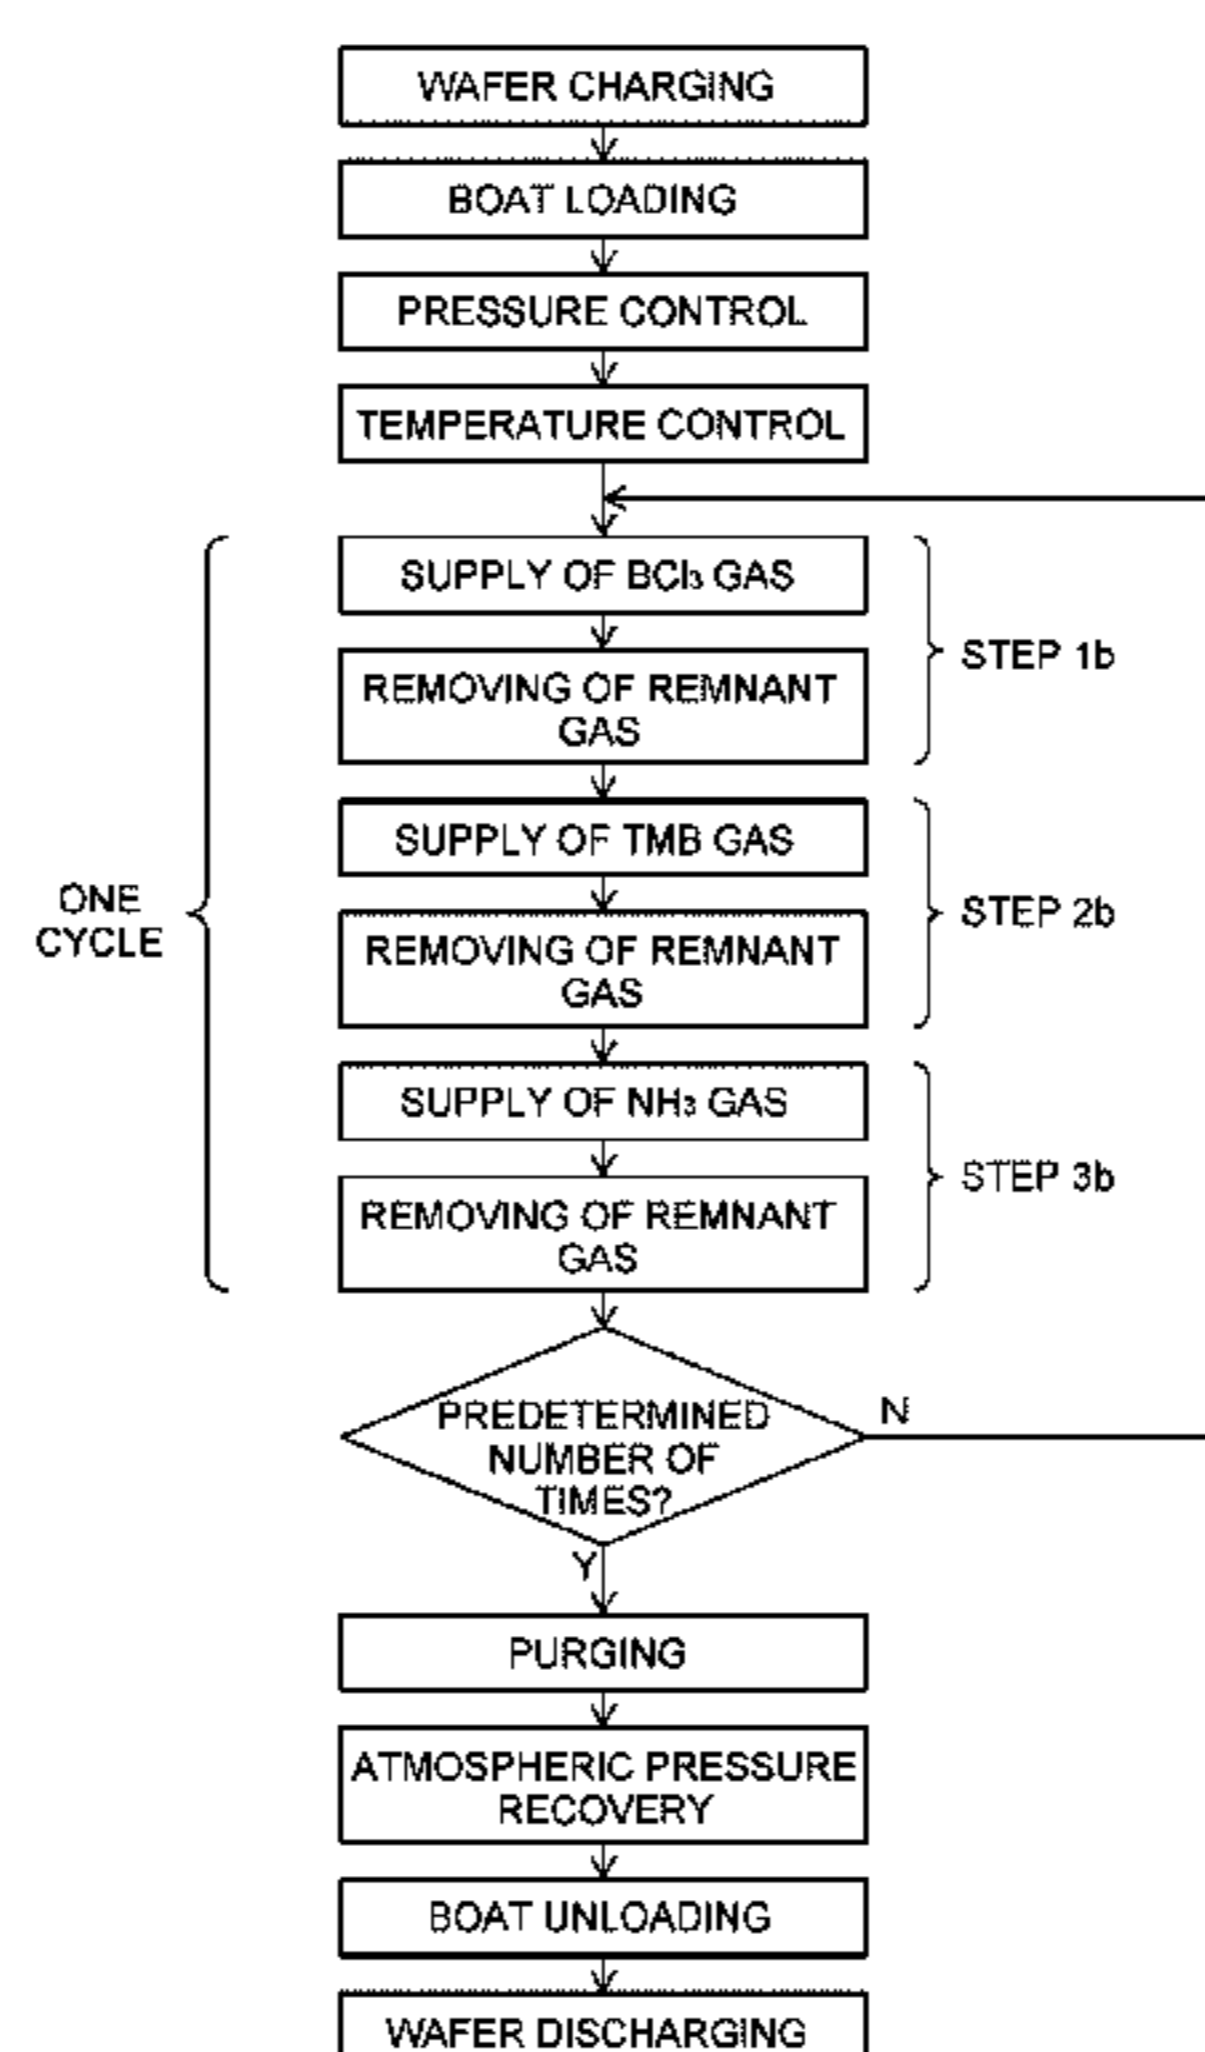 WAFER CHARGING
BOAT LOADING
PRESSURE CONTROL
TEMPERATURE CONTROL
SUPPLY OF BCl₃ GAS
REMOVING OF REMNANT
GAS
STEP 1b
SUPPLY OF TMB GAS
REMOVING OF REMNANT
GAS
STEP 2b
ONE
CYCLE
SUPPLY OF NH₃ GAS
REMOVING OF REMNANT
GAS
STEP 3b
PREDETERMINED
NUMBER OF
TIMES?
N
Y
PURGING
ATMOSPHERIC PRESSURE
RECOVERY
BOAT UNLOADING
WAFER DISCHARGING